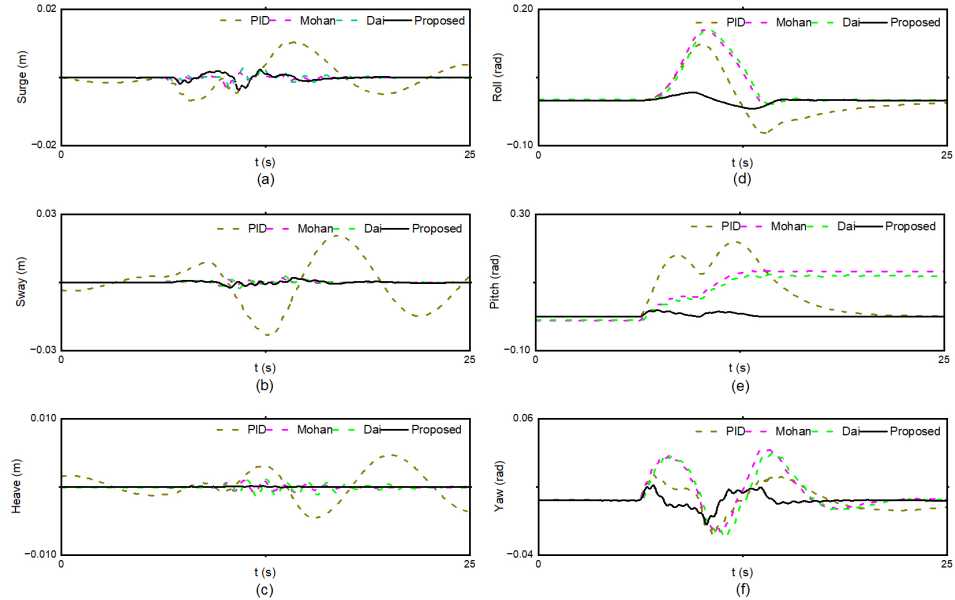 0.02
PID Mohan Dai Proposed
Surge (m)
−0.02
0 25
t (s)
(a)
0.20
PID Mohan Dai Proposed
Roll (rad)
−0.10
0 25
t (s)
(d)
0.03
PID Mohan Dai Proposed
Sway (m)
−0.03
0 25
t (s)
(b)
0.30
PID Mohan Dai Proposed
Pitch (rad)
−0.10
0 25
t (s)
(e)
0.010
PID Mohan Dai Proposed
Heave (m)
−0.010
0 25
t (s)
(c)
0.06
PID Mohan Dai Proposed
Yaw (rad)
−0.04
0 25
t (s)
(f)